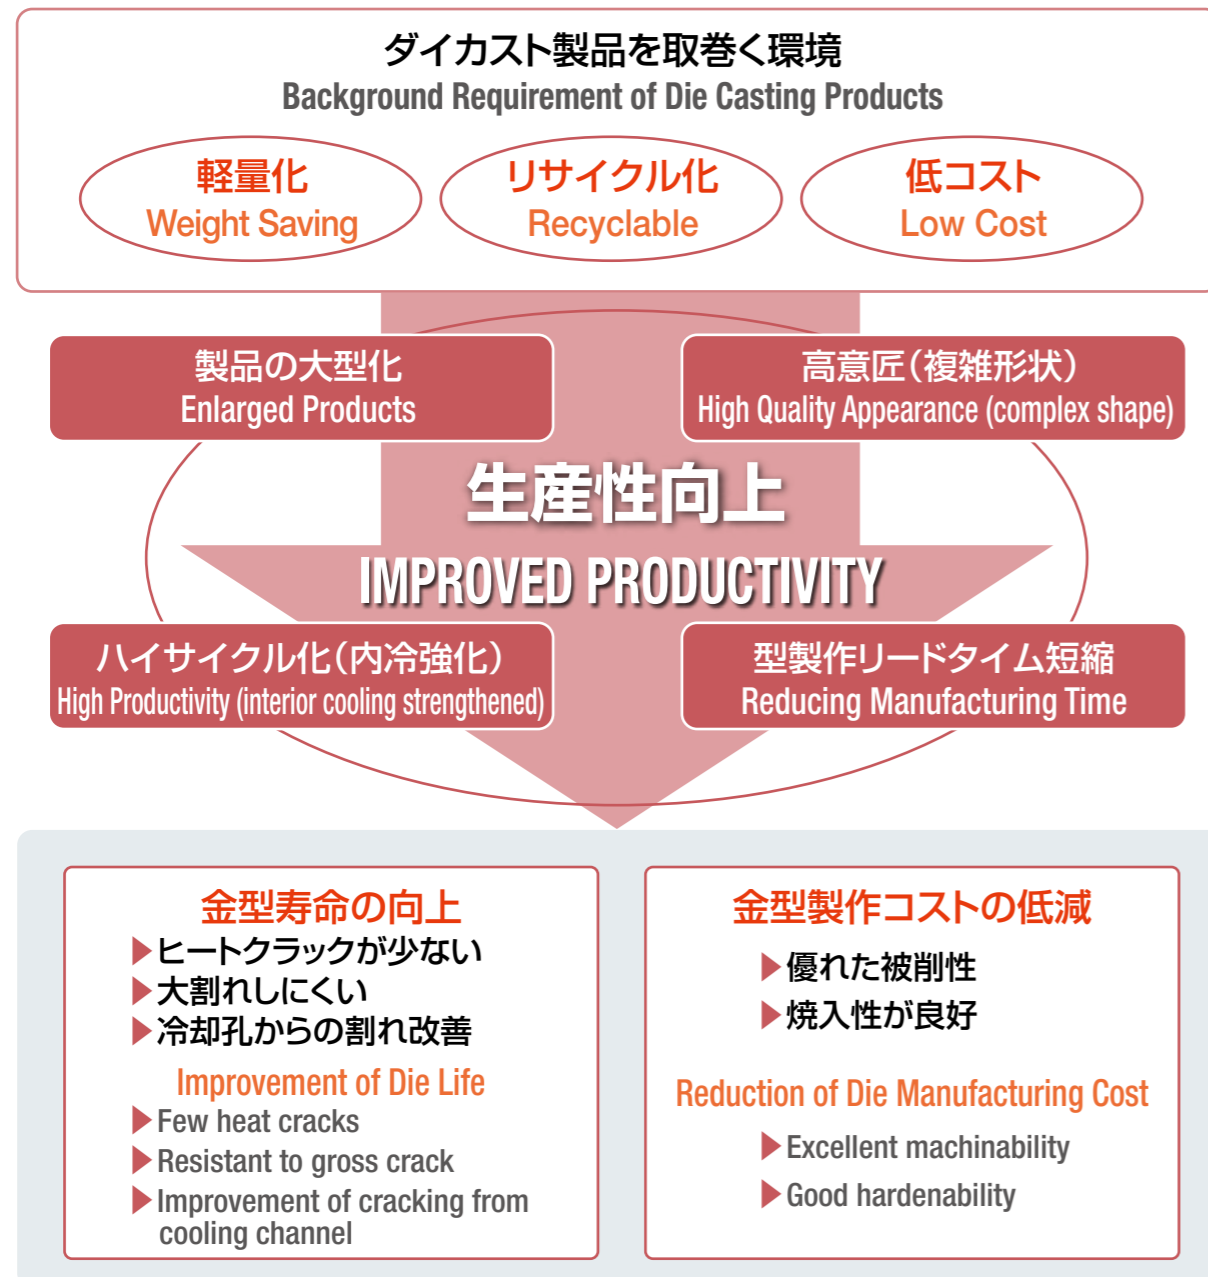 ダイカスト製品を取巻く環境
Background Requirement of Die Casting Products
軽量化
Weight Saving
リサイクル化
Recyclable
低コスト
Low Cost
製品の大型化
Enlarged Products
高意匠（複雑形状）
High Quality Appearance (complex shape)
生産性向上
IMPROVED PRODUCTIVITY
ハイサイクル化（内冷強化）
High Productivity (interior cooling strengthened)
型製作リードタイム短縮
Reducing Manufacturing Time
金型寿命の向上
▶ヒートクラックが少ない
▶大割れしにくい
▶冷却孔からの割れ改善
Improvement of Die Life
▶Few heat cracks
▶Resistant to gross crack
▶Improvement of cracking from
cooling channel
金型製作コストの低減
▶優れた被削性
▶焼入性が良好
Reduction of Die Manufacturing Cost
▶Excellent machinability
▶Good hardenability